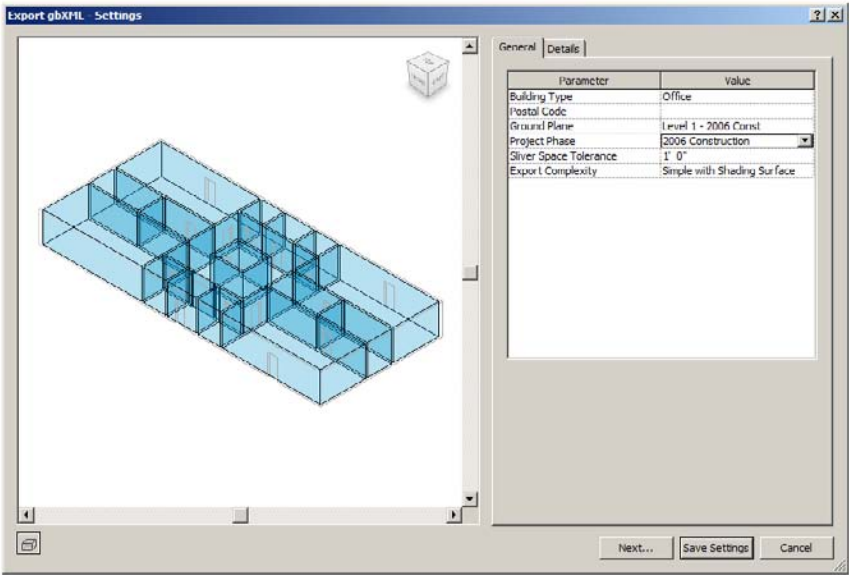 Export gbXML - Settings
General Details
Parameter Value
Building Type Office
Postal Code
Ground Plane Level 1 - 2006 Const
Project Phase 2006 Construction
Sliver Space Tolerance 1' 0"
Export Complexity Simple with Shading Surface
Next... Save Settings Cancel